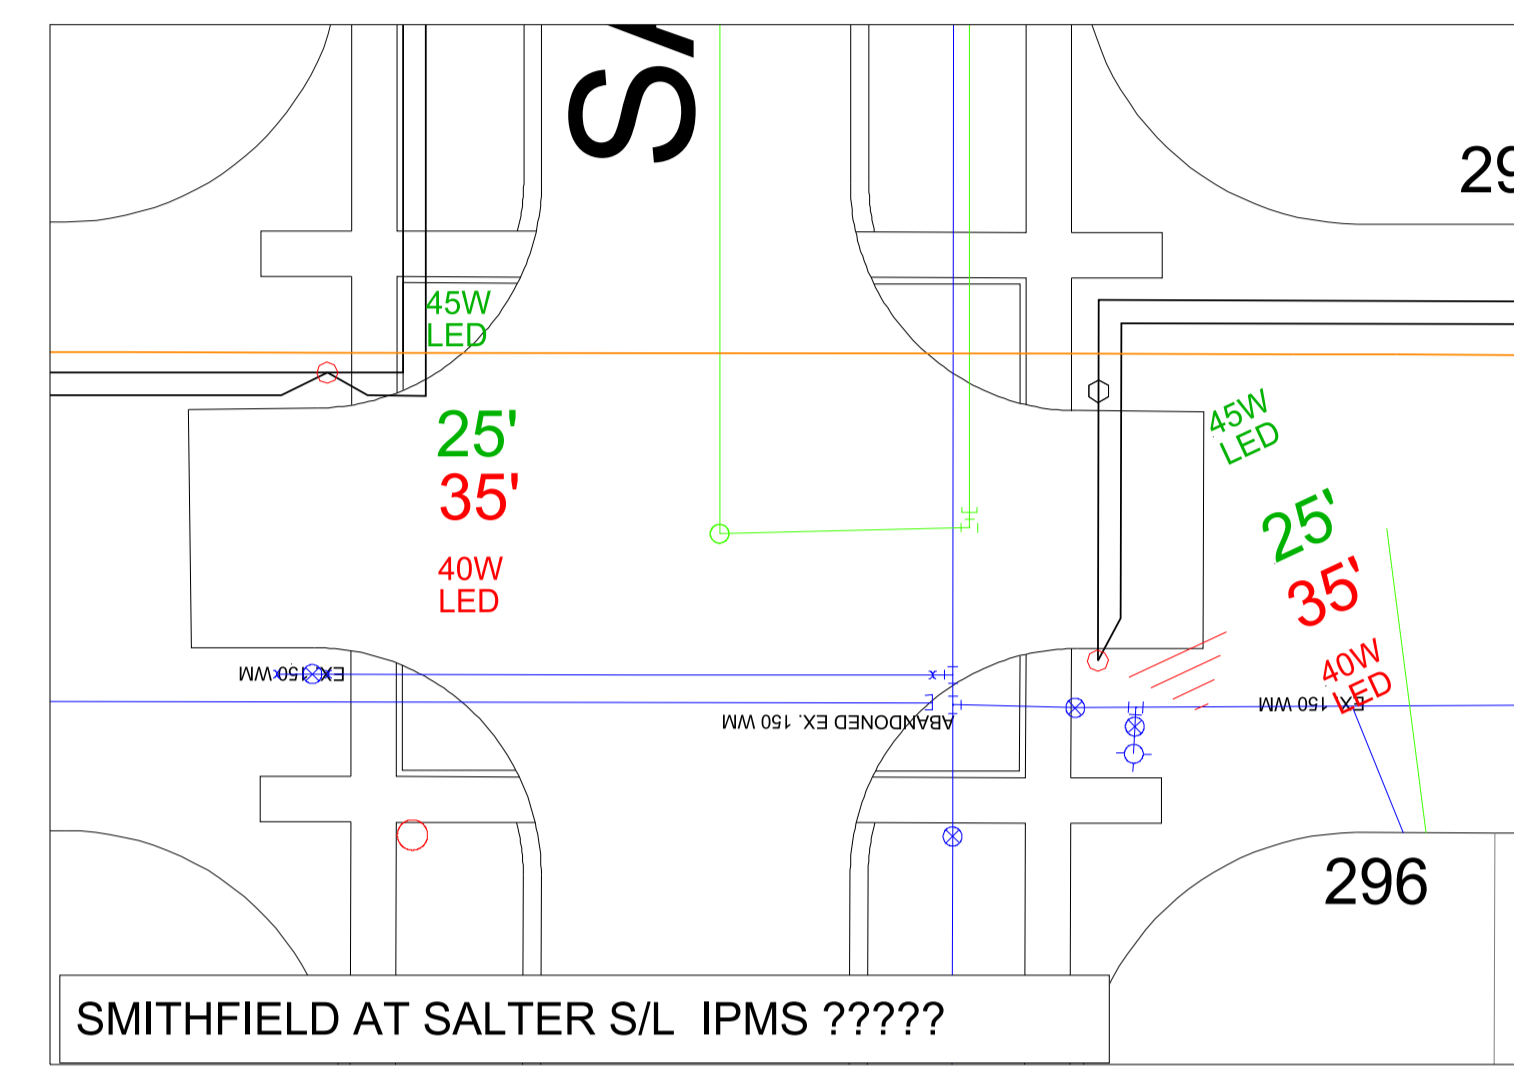 SA
29
45W
LED
25'
35'
40W
LED
45W
LED
25'
35'
40W
LED
EX 150 WM
ABANDONED EX. 150 WM
EX 150 WM
296
SMITHFIELD AT SALTER S/L IPMS ?????